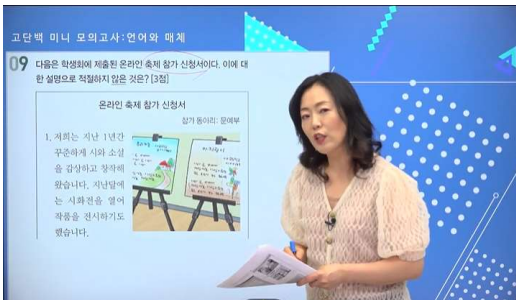 고단백 미니 모의고사:언어와 매체
09 다음은 학생회에 제출된 온라인 축제 참가 신청서이다. 이에 대
한 설명으로 적절하지 않은 것은? [3점]
온라인 축제 참가 신청서
참가 동아리: 문예부
1. 저희는 지난 1년간
꾸준하게 시와 소설
을 감상하고 창작해
왔습니다. 지난달에
는 시화전을 열어
작품을 전시하기도
했습니다.